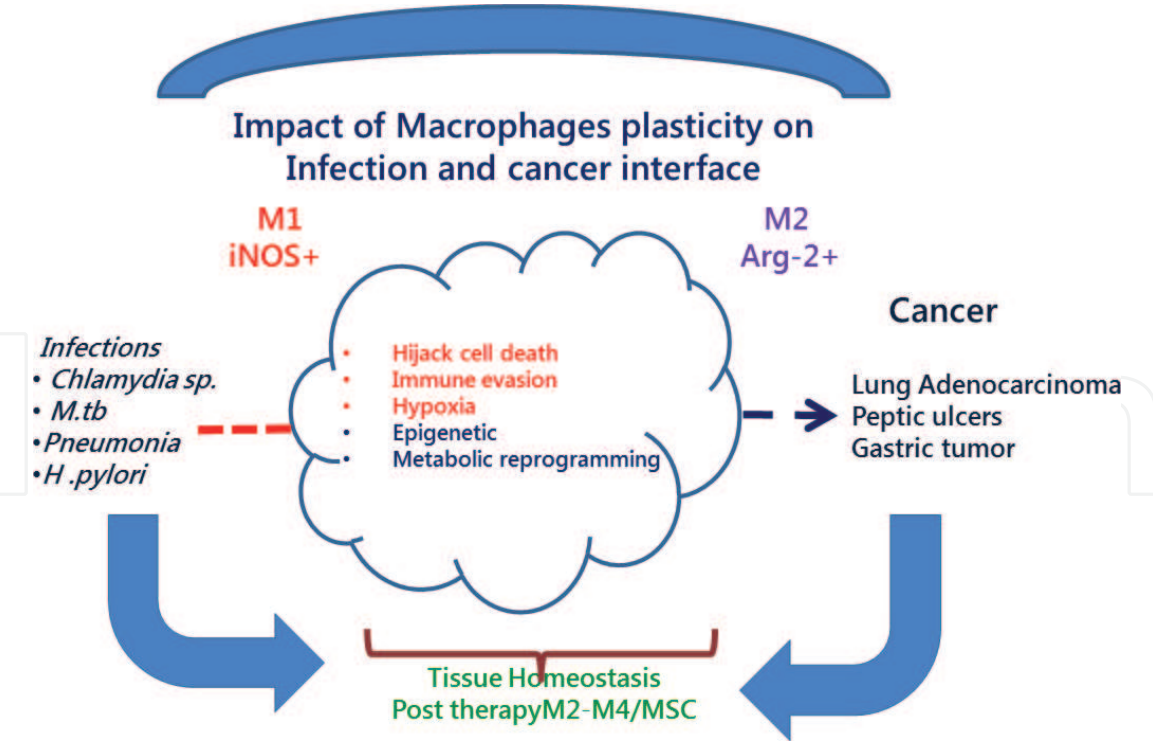 Impact of Macrophages plasticity on
Infection and cancer interface
M1
iNOS+
M2
Arg-2+
Infections
• Chlamydia sp.
• M.tb
•Pneumonia
•H .pylori
• Hijack cell death
• Immune evasion
• Hypoxia
• Epigenetic
• Metabolic reprogramming
Cancer
Lung Adenocarcinoma
Peptic ulcers
Gastric tumor
Tissue Homeostasis
Post therapyM2-M4/MSC